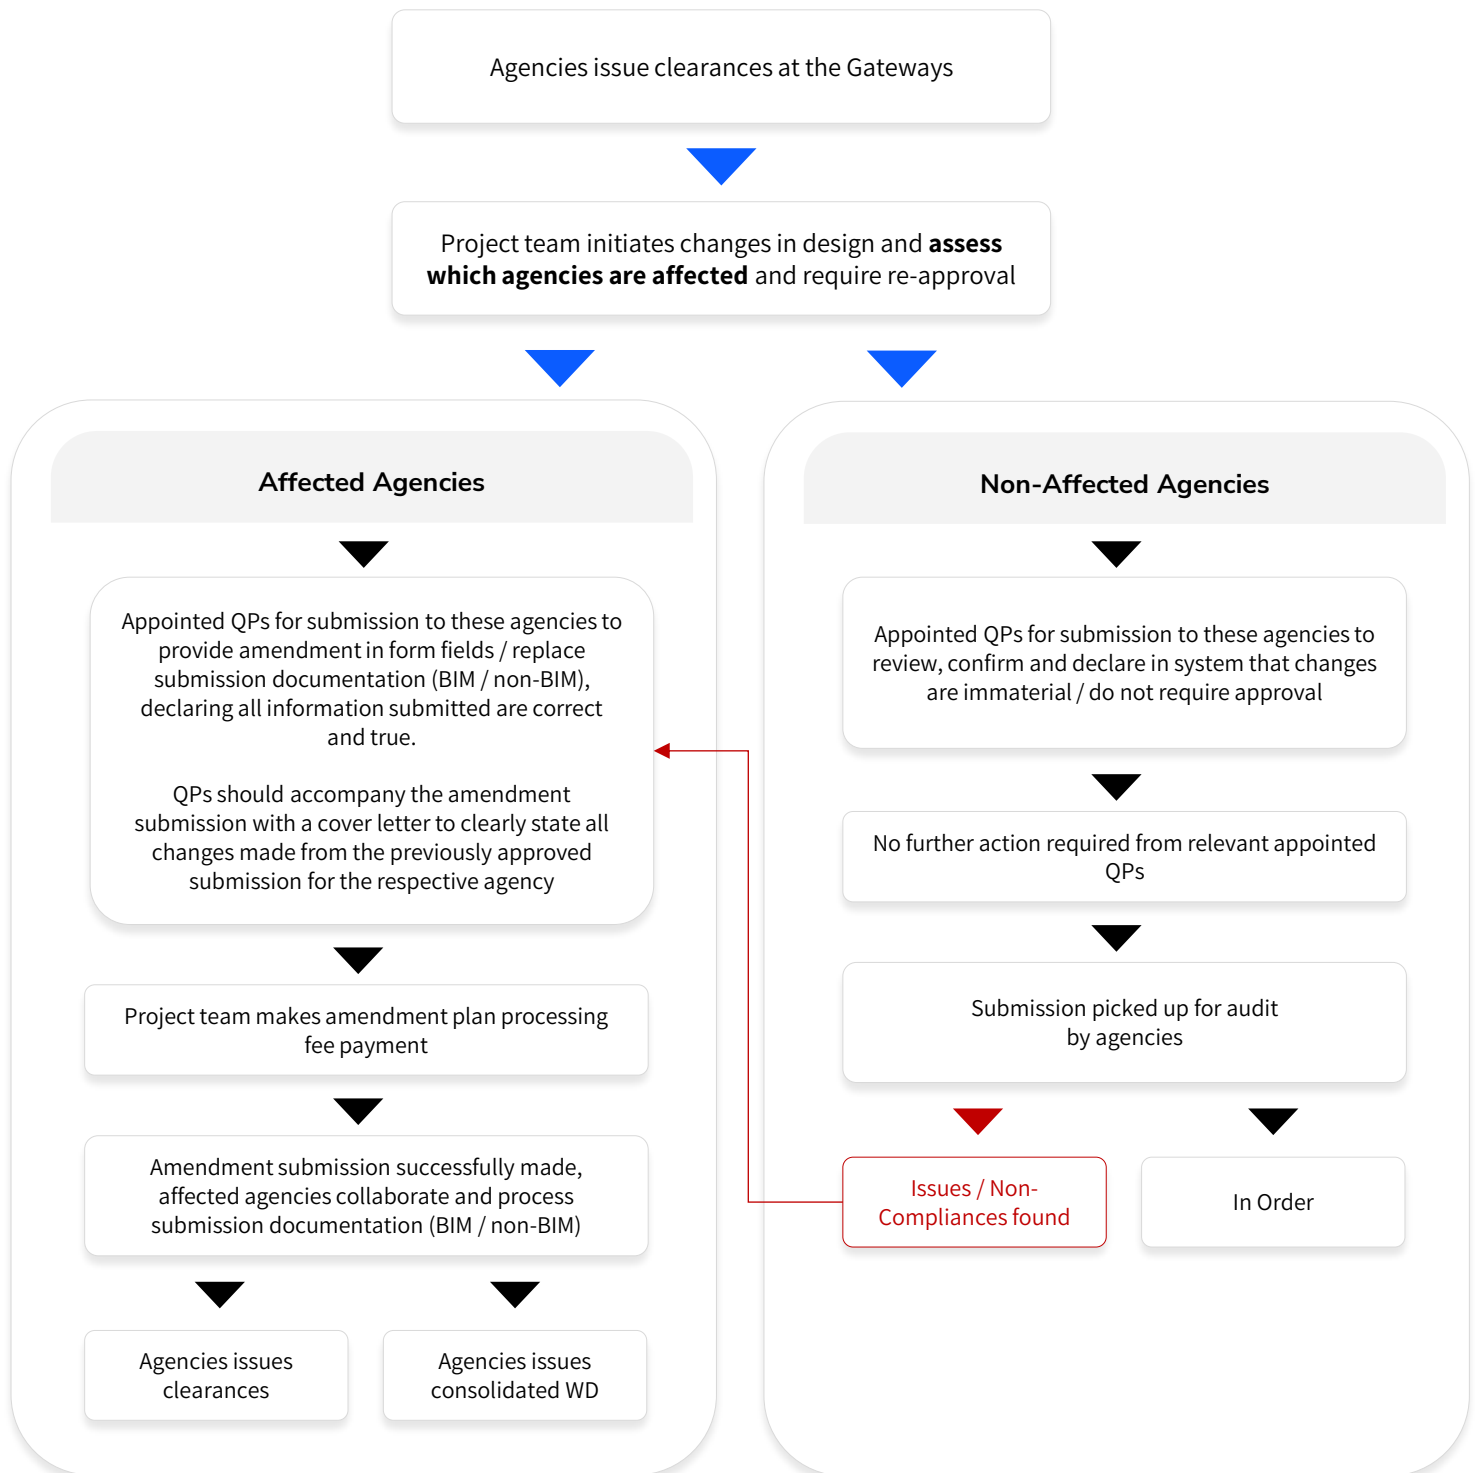 Agencies issue clearances at the Gateways
Project team initiates changes in design and assess
which agencies are affected and require re-approval
Affected Agencies
Appointed QPs for submission to these agencies to
provide amendment in form fields / replace
submission documentation (BIM / non-BIM),
declaring all information submitted are correct
and true.
QPs should accompany the amendment
submission with a cover letter to clearly state all
changes made from the previously approved
submission for the respective agency
Project team makes amendment plan processing
fee payment
Amendment submission successfully made,
affected agencies collaborate and process
submission documentation (BIM / non-BIM)
Agencies issues
clearances
Agencies issues
consolidated WD
Non-Affected Agencies
Appointed QPs for submission to these agencies to
review, confirm and declare in system that changes
are immaterial / do not require approval
No further action required from relevant appointed
QPs
Submission picked up for audit
by agencies
Issues / Non-
Compliances found
In Order